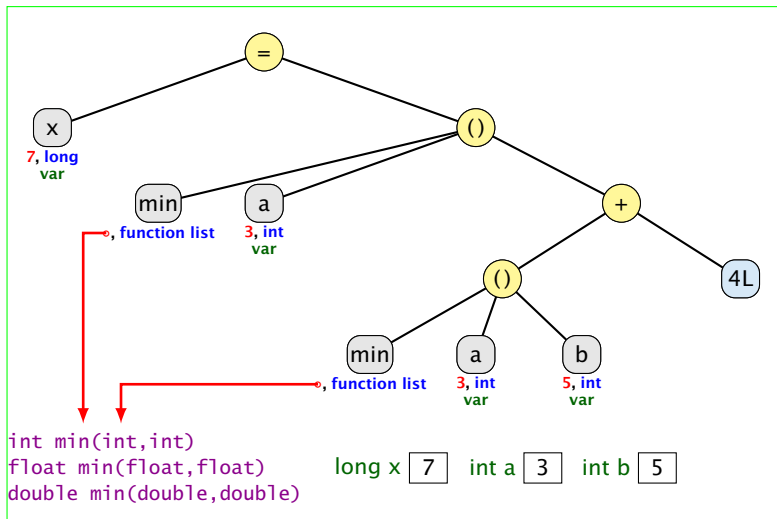 =
x
7, long
var
()
min
, function list
a
3, int
var
+
()
4L
min
, function list
a
3, int
var
b
5, int
var
int min(int,int)
float min(float,float)
double min(double,double)
long x 7 int a 3 int b 5